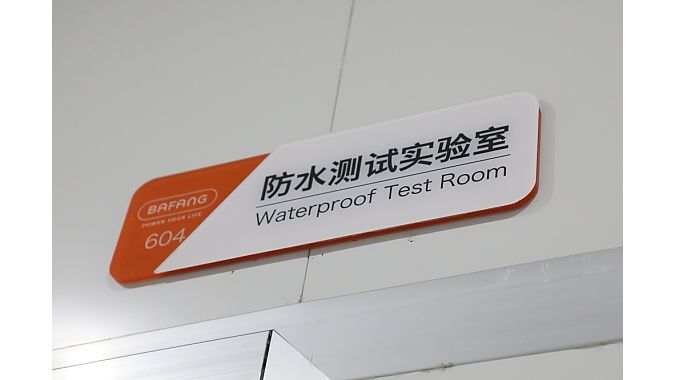 BAFANG
POWER YOUR LIFE
604
防水测试实验室
Waterproof Test Room